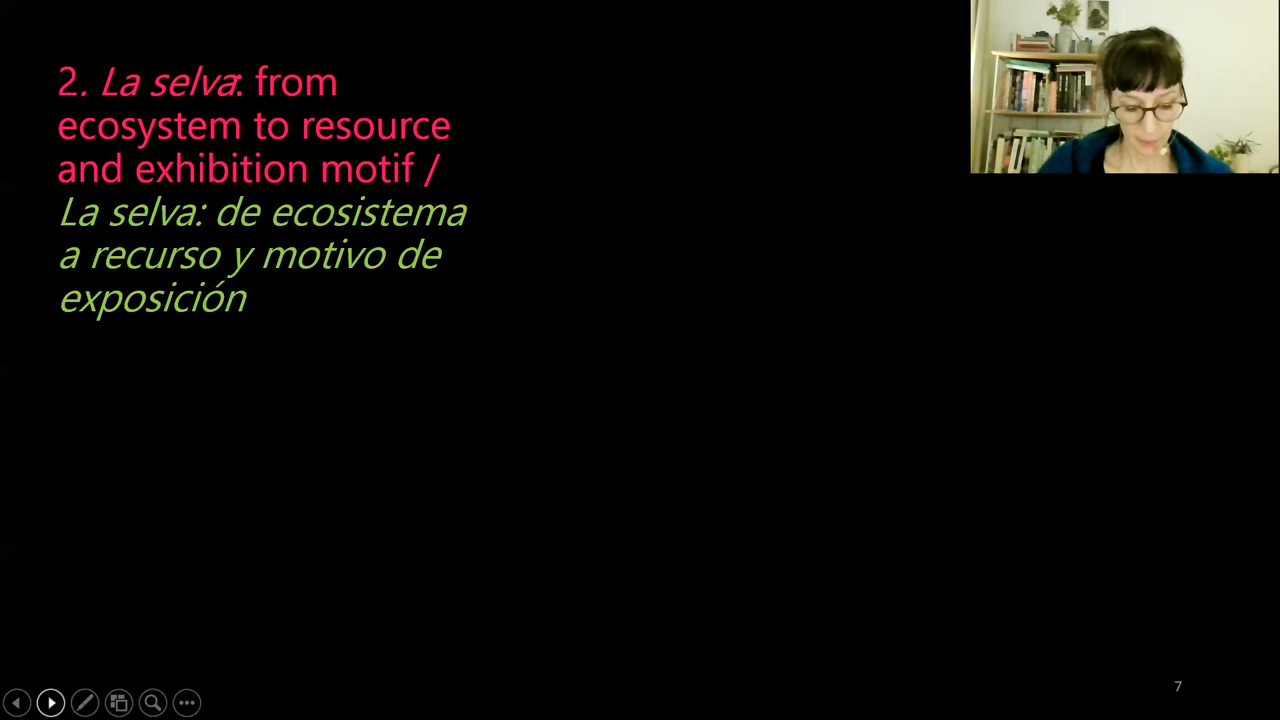 2. La selva: from
ecosystem to resource
and exhibition motif /
La selva: de ecosistema
a recurso y motivo de
exposición
7